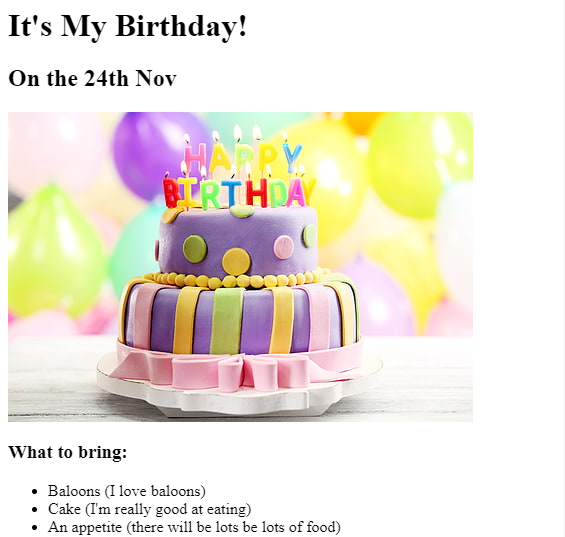 It's My Birthday!
On the 24th Nov
HAPPY
BIRTHDAY
What to bring:
Baloons (I love baloons)
Cake (I'm really good at eating)
An appetite (there will be lots be lots of food)